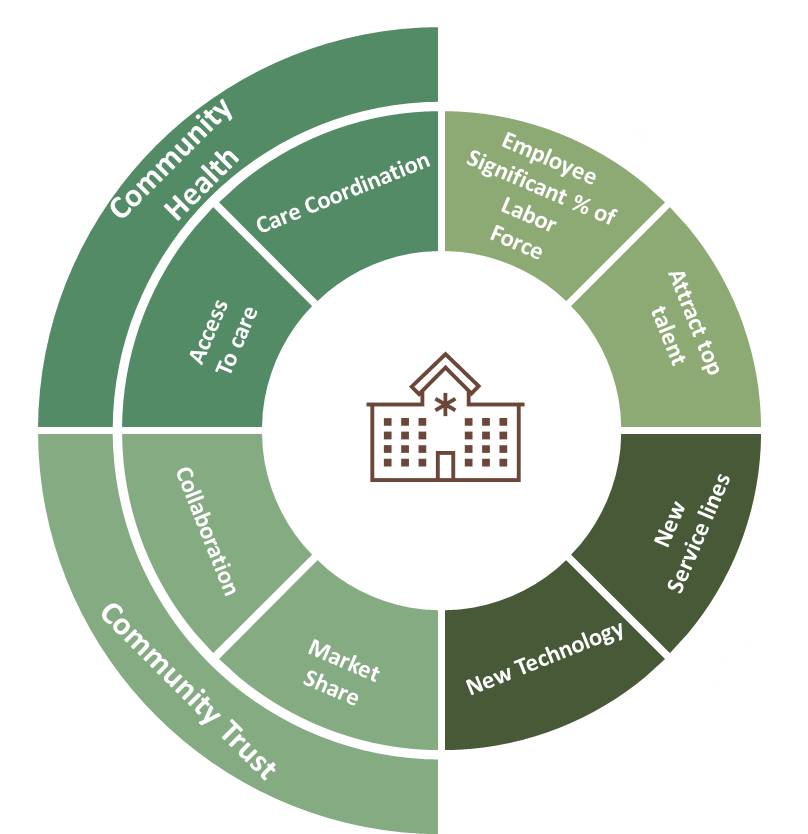 Community
Health
Care Coordination
Access
To care
Employee
Significant % of
Labor
Force
Attract top
talent
New
Service lines
New Technology
Market
Share
Collaboration
Community Trust